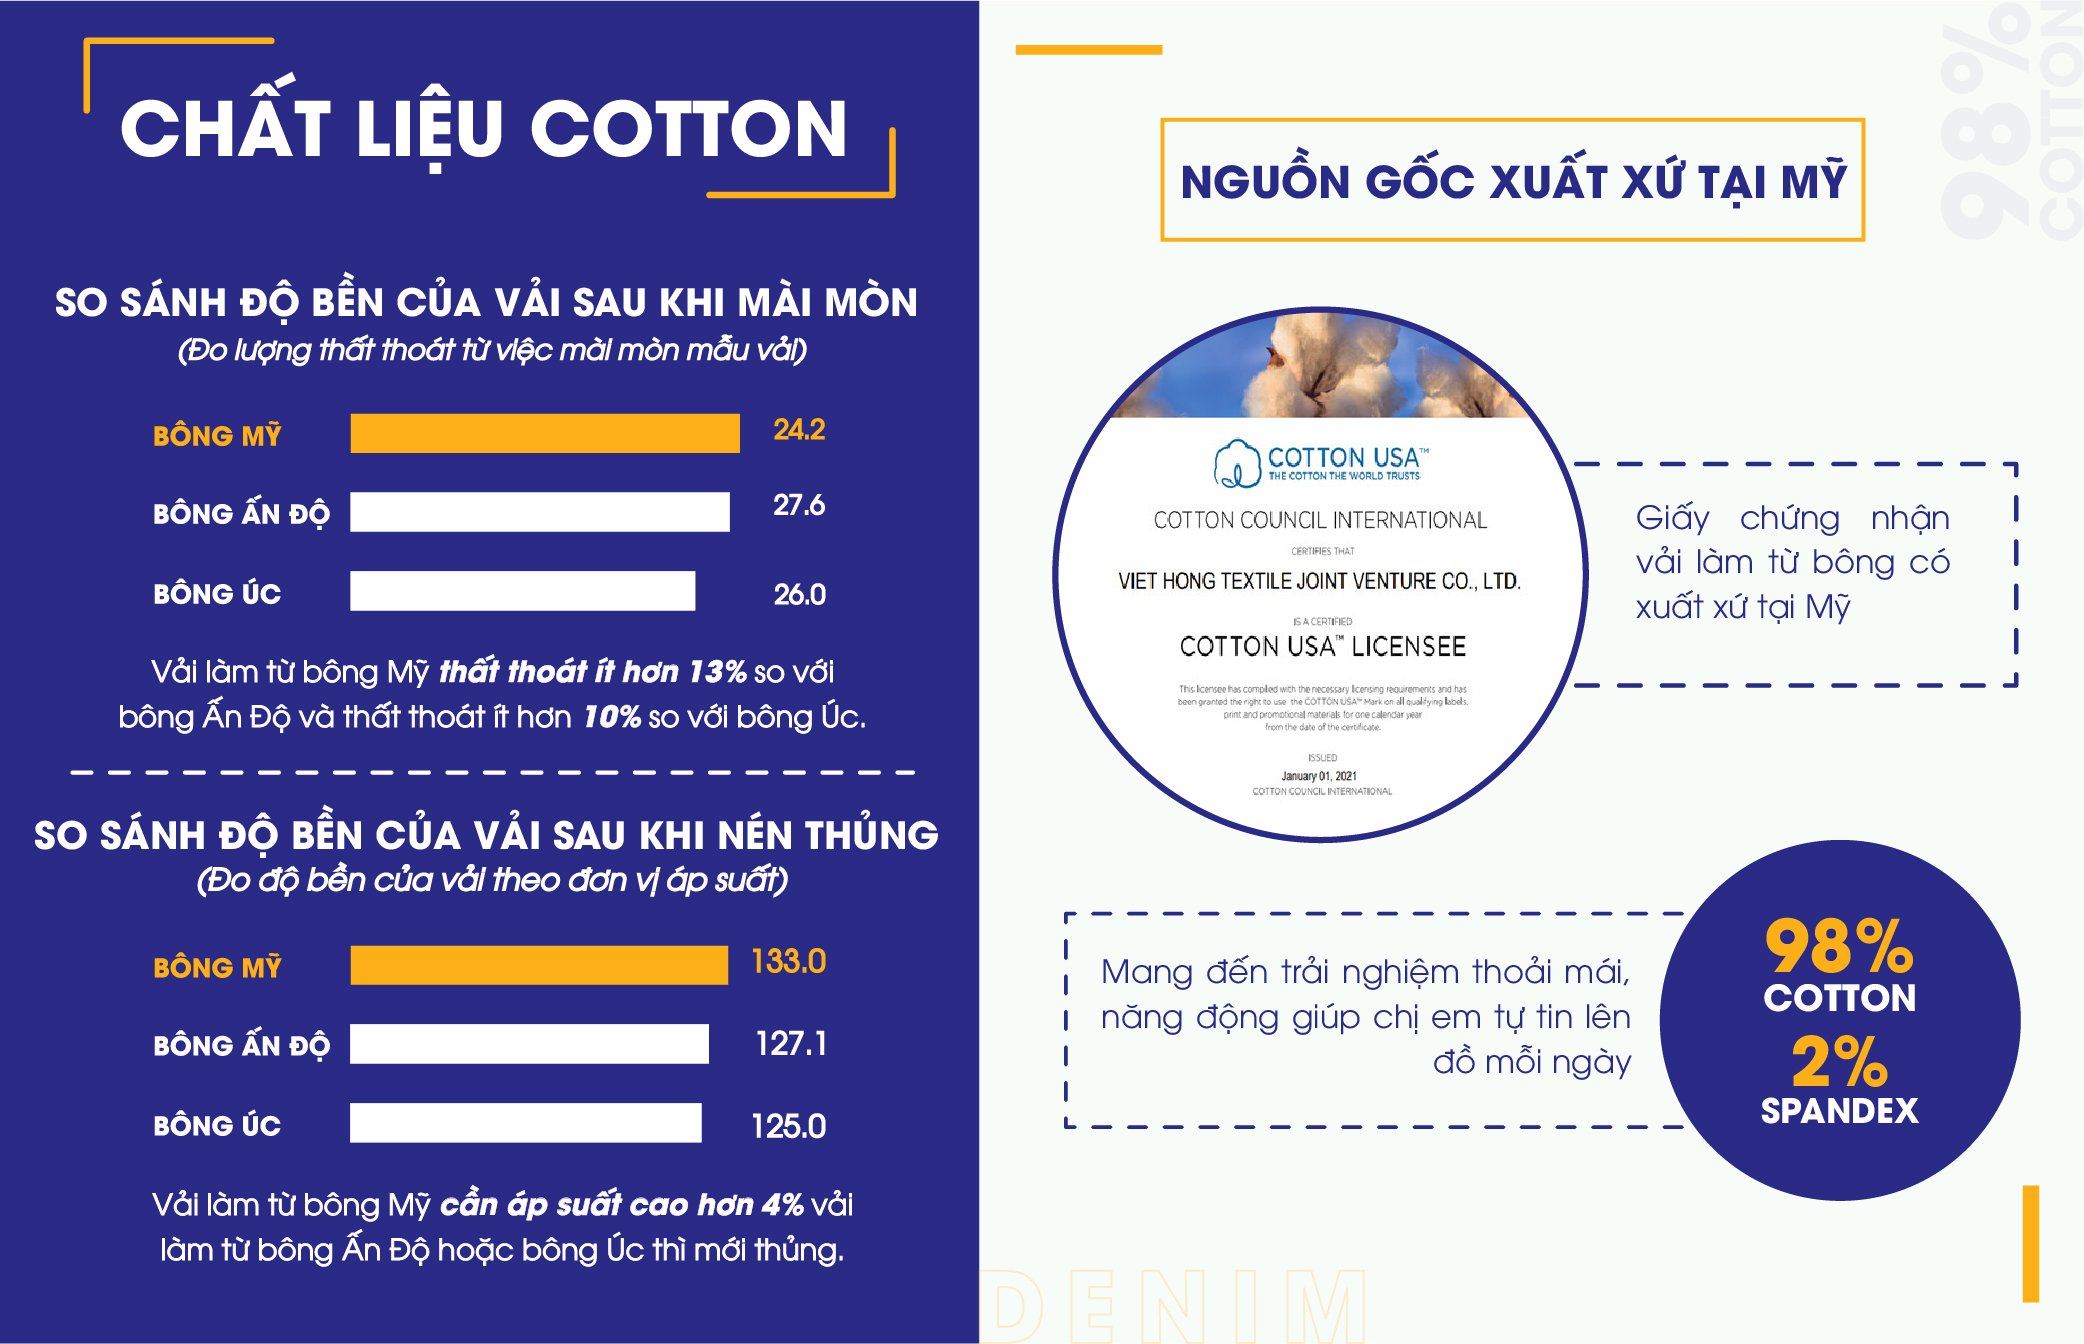 CHẤT LIỆU COTTON
SO SÁNH ĐỘ BỀN CỦA VẢI SAU KHI MÀI MÒN
(Đo lượng thất thoát từ việc mài mòn mẫu vải)
BÔNG MỸ 24.2
BÔNG ẤN ĐỘ 27.6
BÔNG ÚC 26.0
Vải làm từ bông Mỹ thất thoát ít hơn 13% so với
bông Ấn Độ và thất thoát ít hơn 10% so với bông Úc.
SO SÁNH ĐỘ BỀN CỦA VẢI SAU KHI NÉN THỦNG
(Đo độ bền của vải theo đơn vị áp suất)
BÔNG MỸ 133.0
BÔNG ẤN ĐỘ 127.1
BÔNG ÚC 125.0
Vải làm từ bông Mỹ cần áp suất cao hơn 4% vải
làm từ bông Ấn Độ hoặc bông Úc thì mới thủng.
98%
COTTON
NGUỒN GỐC XUẤT XỨ TẠI MỸ
COTTON USA™
THE COTTON THE WORLD TRUSTS
COTTON COUNCIL INTERNATIONAL
CERTIFIES THAT
VIET HONG TEXTILE JOINT VENTURE CO., LTD.
IS A CERTIFIED
COTTON USA™ LICENSEE
This licensee has complied with the necessary licensing requirements and has
been granted the right to use the COTTON USA™ Mark on all qualifying labels,
print and promotional materials for one calendar year
from the date of the certificate.
ISSUED
January 01, 2021
COTTON COUNCIL INTERNATIONAL
Giấy chứng nhận
vải làm từ bông có
xuất xứ tại Mỹ
Mang đến trải nghiệm thoải mái,
năng động giúp chị em tự tin lên
đồ mỗi ngày
98%
COTTON
2%
SPANDEX
DENIM